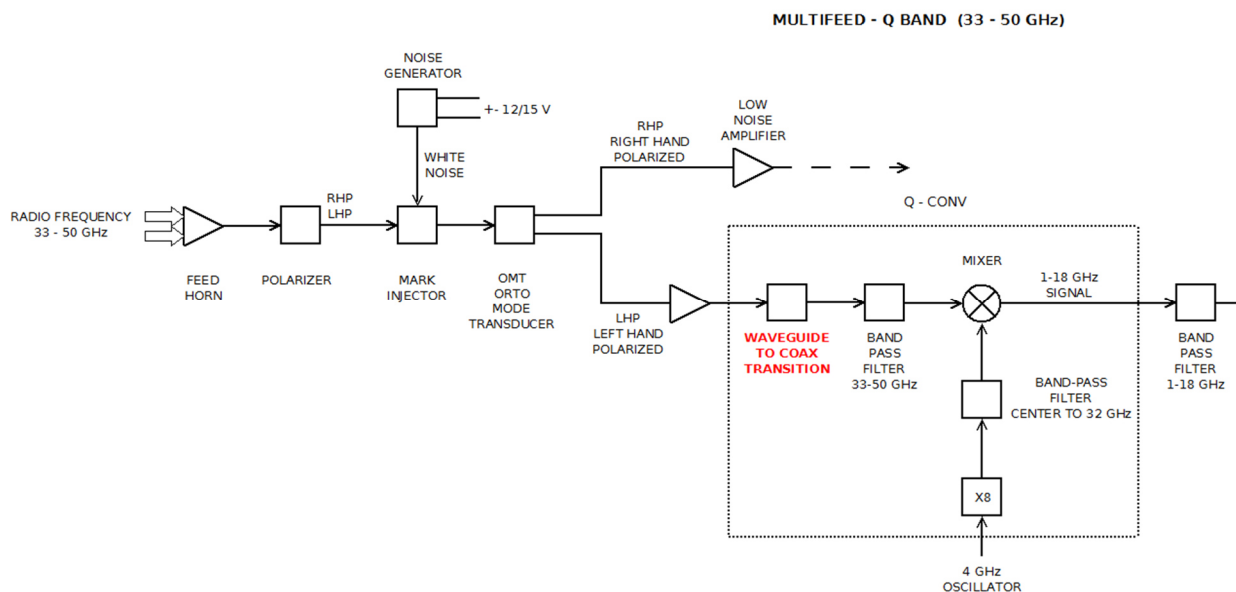 MULTIFEED - Q BAND (33 - 50 GHz)
NOISE
GENERATOR
+- 12/15 V
WHITE
NOISE
RHP
RIGHT HAND
POLARIZED
LOW
NOISE
AMPLIFIER
RADIO FREQUENCY
33 - 50 GHz
FEED
HORN
POLARIZER
RHP
LHP
MARK
INJECTOR
OMT
ORTO
MODE
TRANSDUCER
LHP
LEFT HAND
POLARIZED
Q - CONV
WAVEGUIDE
TO COAX
TRANSITION
BAND
PASS
FILTER
33-50 GHz
MIXER
1-18 GHz
SIGNAL
BAND
PASS
FILTER
1-18 GHz
BAND-PASS
FILTER
CENTER TO 32 GHz
X8
4 GHz
OSCILLATOR